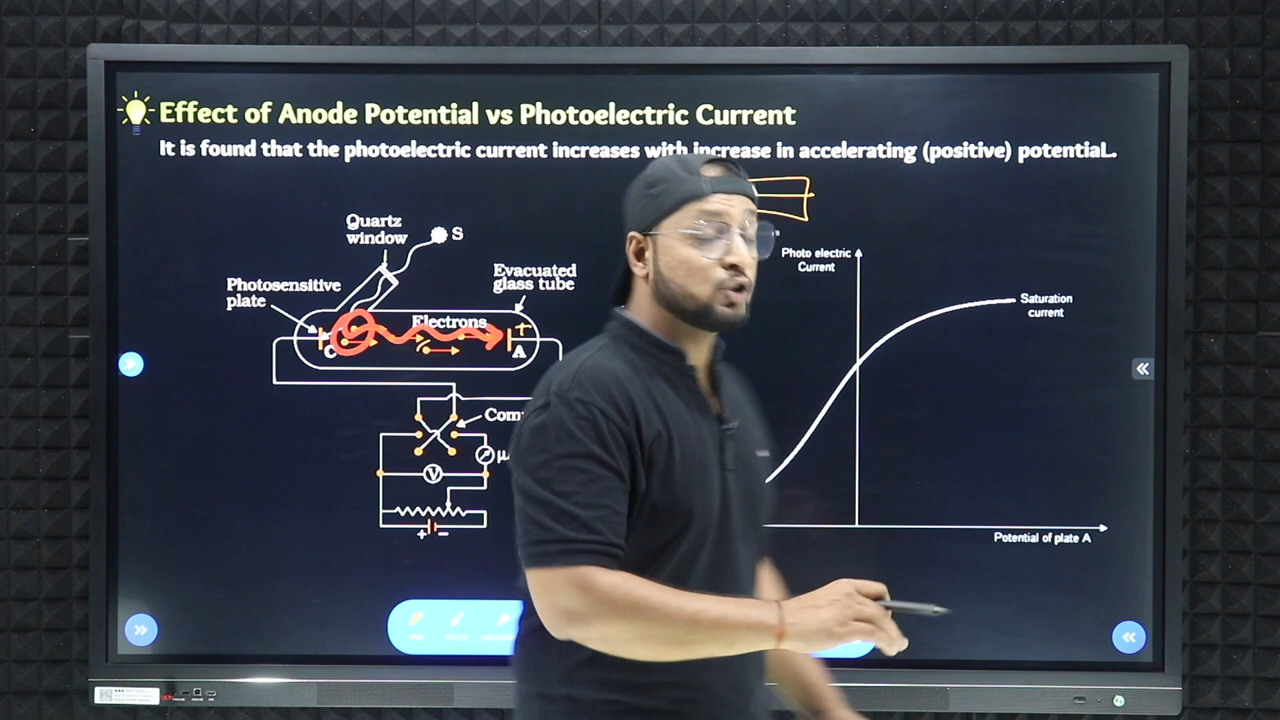 Effect of Anode Potential vs Photoelectric Current
It is found that the photoelectric current increases with increase in accelerating (positive) potentiaL.
Quartz
window
S
Photosensitive
plate
Evacuated
glass tube
Electrons
C
A
V
μ
+ −
Photo electric
Current
Saturation
current
Potential of plate A